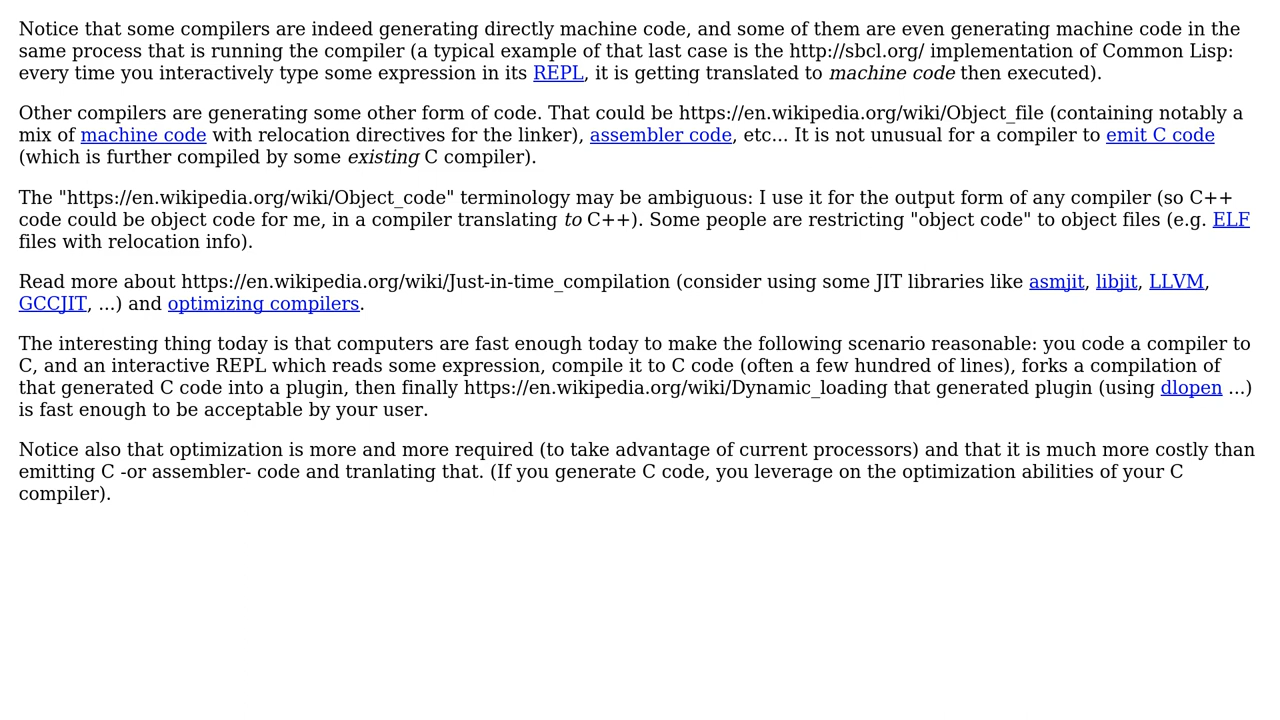 Notice that some compilers are indeed generating directly machine code, and some of them are even generating machine code in the
same process that is running the compiler (a typical example of that last case is the http://sbcl.org/ implementation of Common Lisp:
every time you interactively type some expression in its REPL, it is getting translated to machine code then executed).
Other compilers are generating some other form of code. That could be https://en.wikipedia.org/wiki/Object_file (containing notably a
mix of machine code with relocation directives for the linker), assembler code, etc... It is not unusual for a compiler to emit C code
(which is further compiled by some existing C compiler).
The "https://en.wikipedia.org/wiki/Object_code" terminology may be ambiguous: I use it for the output form of any compiler (so C++
code could be object code for me, in a compiler translating to C++). Some people are restricting "object code" to object files (e.g. ELF
files with relocation info).
Read more about https://en.wikipedia.org/wiki/Just-in-time_compilation (consider using some JIT libraries like asmjit, libjit, LLVM,
GCCJIT, ...) and optimizing compilers.
The interesting thing today is that computers are fast enough today to make the following scenario reasonable: you code a compiler to
C, and an interactive REPL which reads some expression, compile it to C code (often a few hundred of lines), forks a compilation of
that generated C code into a plugin, then finally https://en.wikipedia.org/wiki/Dynamic_loading that generated plugin (using dlopen ...)
is fast enough to be acceptable by your user.
Notice also that optimization is more and more required (to take advantage of current processors) and that it is much more costly than
emitting C -or assembler- code and tranlating that. (If you generate C code, you leverage on the optimization abilities of your C
compiler).